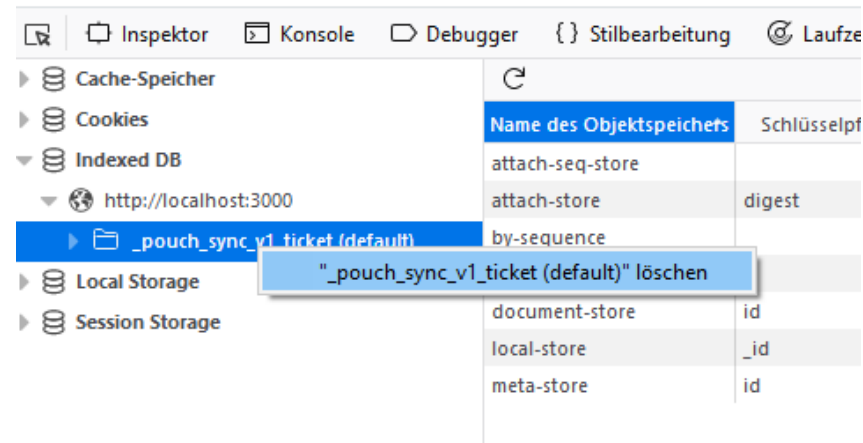 Inspektor Konsole Debugger Stilbearbeitung
Cache-Speicher
Cookies
Indexed DB
http://localhost:3000
_pouch_sync_v1_ticket (default)
Local Storage
Session Storage
"_pouch_sync_v1_ticket (default)" löschen
Name des Objektspeichers
attach-seq-store
attach-store digest
by-sequence
document-store id
local-store _id
meta-store id